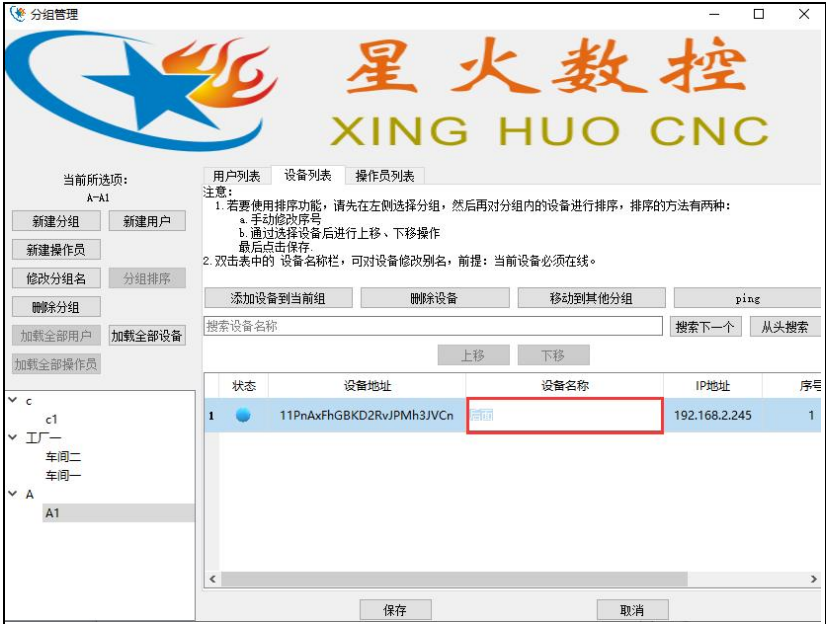 分组管理
星火数控
XING HUO CNC
当前所选项:
A-A1
新建分组 新建用户
新建操作员
修改分组名 分组排序
删除分组
加载全部用户 加载全部设备
加载全部操作员
c
c1
工厂一
车间二
车间一
A
A1
用户列表 设备列表 操作员列表
注意:
1.若要使用排序功能，请先在左侧选择分组，然后再对分组内的设备进行排序，排序的方法有两种:
a.手动修改序号
b.通过选择设备后进行上移、下移操作
最后点击保存.
2.双击表中的 设备名称栏，可对设备修改别名，前提: 当前设备必须在线。
添加设备到当前组 删除设备 移动到其他分组 ping
搜索设备名称 搜索下一个 从头搜索
上移 下移
状态 设备地址 设备名称 IP地址 序号
1 11PnAxFhGBKD2RvJPMh3JVCn 后面 192.168.2.245 1
保存 取消